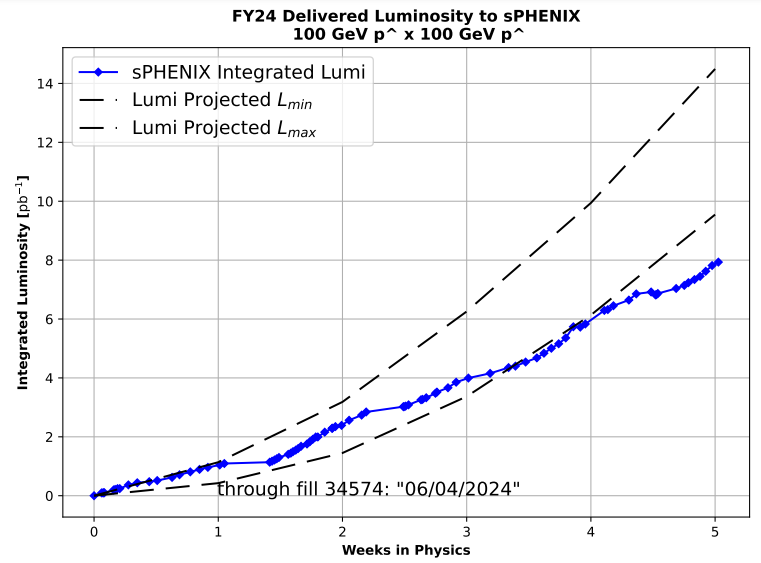 FY24 Delivered Luminosity to sPHENIX
100 GeV p^ x 100 GeV p^
sPHENIX Integrated Lumi
Lumi Projected L_min
Lumi Projected L_max
Integrated Luminosity [pb⁻¹]
14
12
10
8
6
4
2
0
through fill 34574: "06/04/2024"
0 1 2 3 4 5
Weeks in Physics